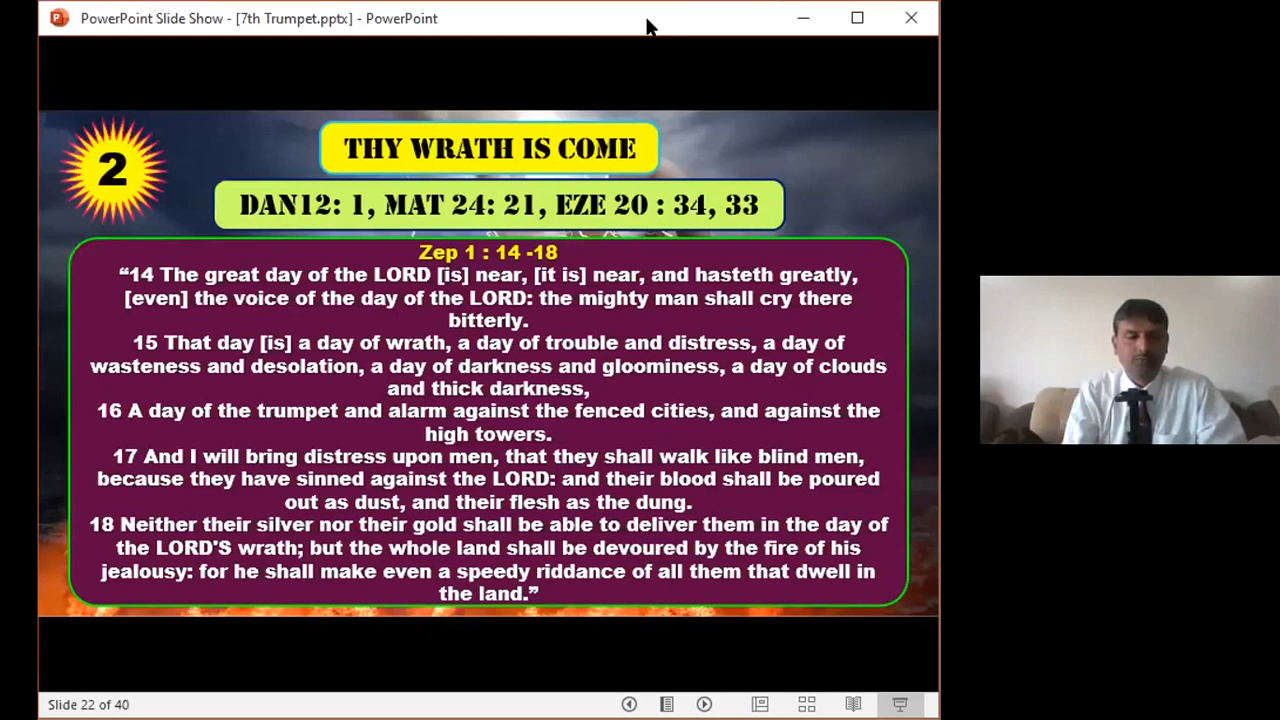 PowerPoint Slide Show - [7th Trumpet.pptx] - PowerPoint
2
THY WRATH IS COME
DAN12: 1, MAT 24: 21, EZE 20 : 34, 33
Zep 1 : 14 -18
“14 The great day of the LORD [is] near, [it is] near, and hasteth greatly,
[even] the voice of the day of the LORD: the mighty man shall cry there
bitterly.
15 That day [is] a day of wrath, a day of trouble and distress, a day of
wasteness and desolation, a day of darkness and gloominess, a day of clouds
and thick darkness,
16 A day of the trumpet and alarm against the fenced cities, and against the
high towers.
17 And I will bring distress upon men, that they shall walk like blind men,
because they have sinned against the LORD: and their blood shall be poured
out as dust, and their flesh as the dung.
18 Neither their silver nor their gold shall be able to deliver them in the day of
the LORD'S wrath; but the whole land shall be devoured by the fire of his
jealousy: for he shall make even a speedy riddance of all them that dwell in
the land.”
Slide 22 of 40